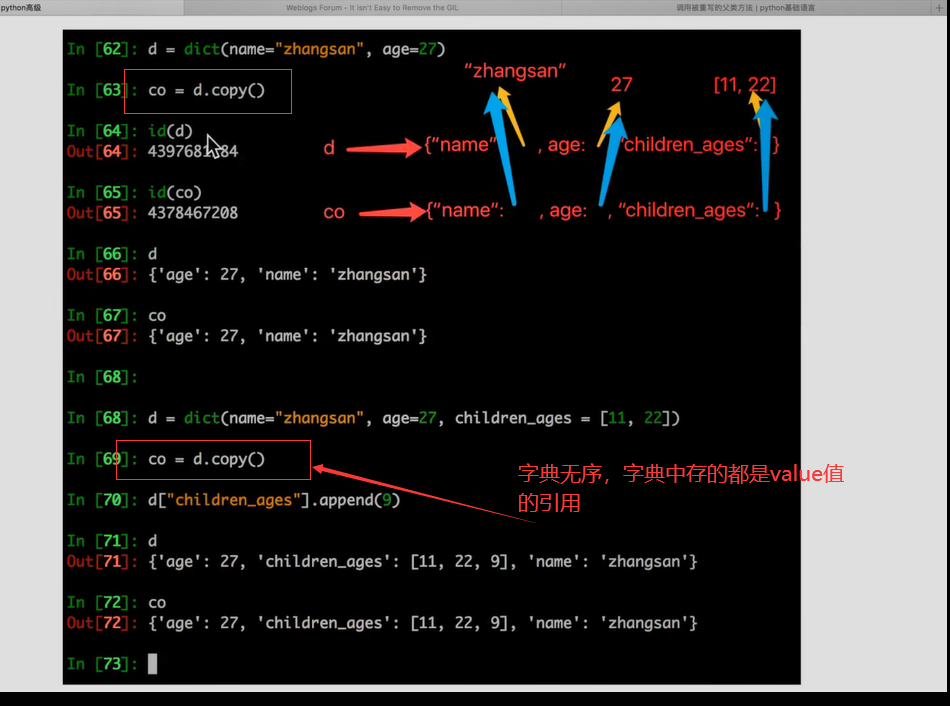 python高级
Weblogs Forum - It isn't Easy to Remove the GIL
调用被重写的父类方法 | python基础语言
In [62]: d = dict(name="zhangsan", age=27)
“zhangsan”
27
[11, 22]
In [63]: co = d.copy()
In [64]: id(d)
d
{“name”
, age:
“children_ages”:
}
In [65]: id(co)
Out[65]: 4378467208
co
{“name”:
, age:
, “children_ages“:
}
In [66]: d
Out[66]: {'age': 27, 'name': 'zhangsan'}
In [67]: co
Out[67]: {'age': 27, 'name': 'zhangsan'}
In [68]:
In [68]: d = dict(name="zhangsan", age=27, children_ages = [11, 22])
In [69]: co = d.copy()
字典无序，字典中存的都是value值
的引用
In [70]: d["children_ages"].append(9)
In [71]: d
Out[71]: {'age': 27, 'children_ages': [11, 22, 9], 'name': 'zhangsan'}
In [72]: co
Out[72]: {'age': 27, 'children_ages': [11, 22, 9], 'name': 'zhangsan'}
In [73]: